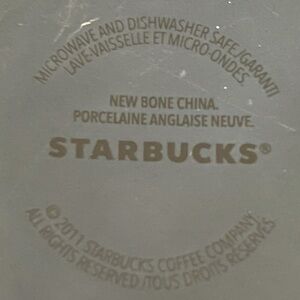 MICROWAVE AND DISHWASHER SAFE/GARANTI
LAVE-VAISSELLE ET MICRO-ONDES.
NEW BONE CHINA.
PORCELAINE ANGLAISE NEUVE.
STARBUCKS®
© 2011 STARBUCKS COFFEE COMPANY.
ALL RIGHTS RESERVED /TOUS DROITS RÉSERVÉS